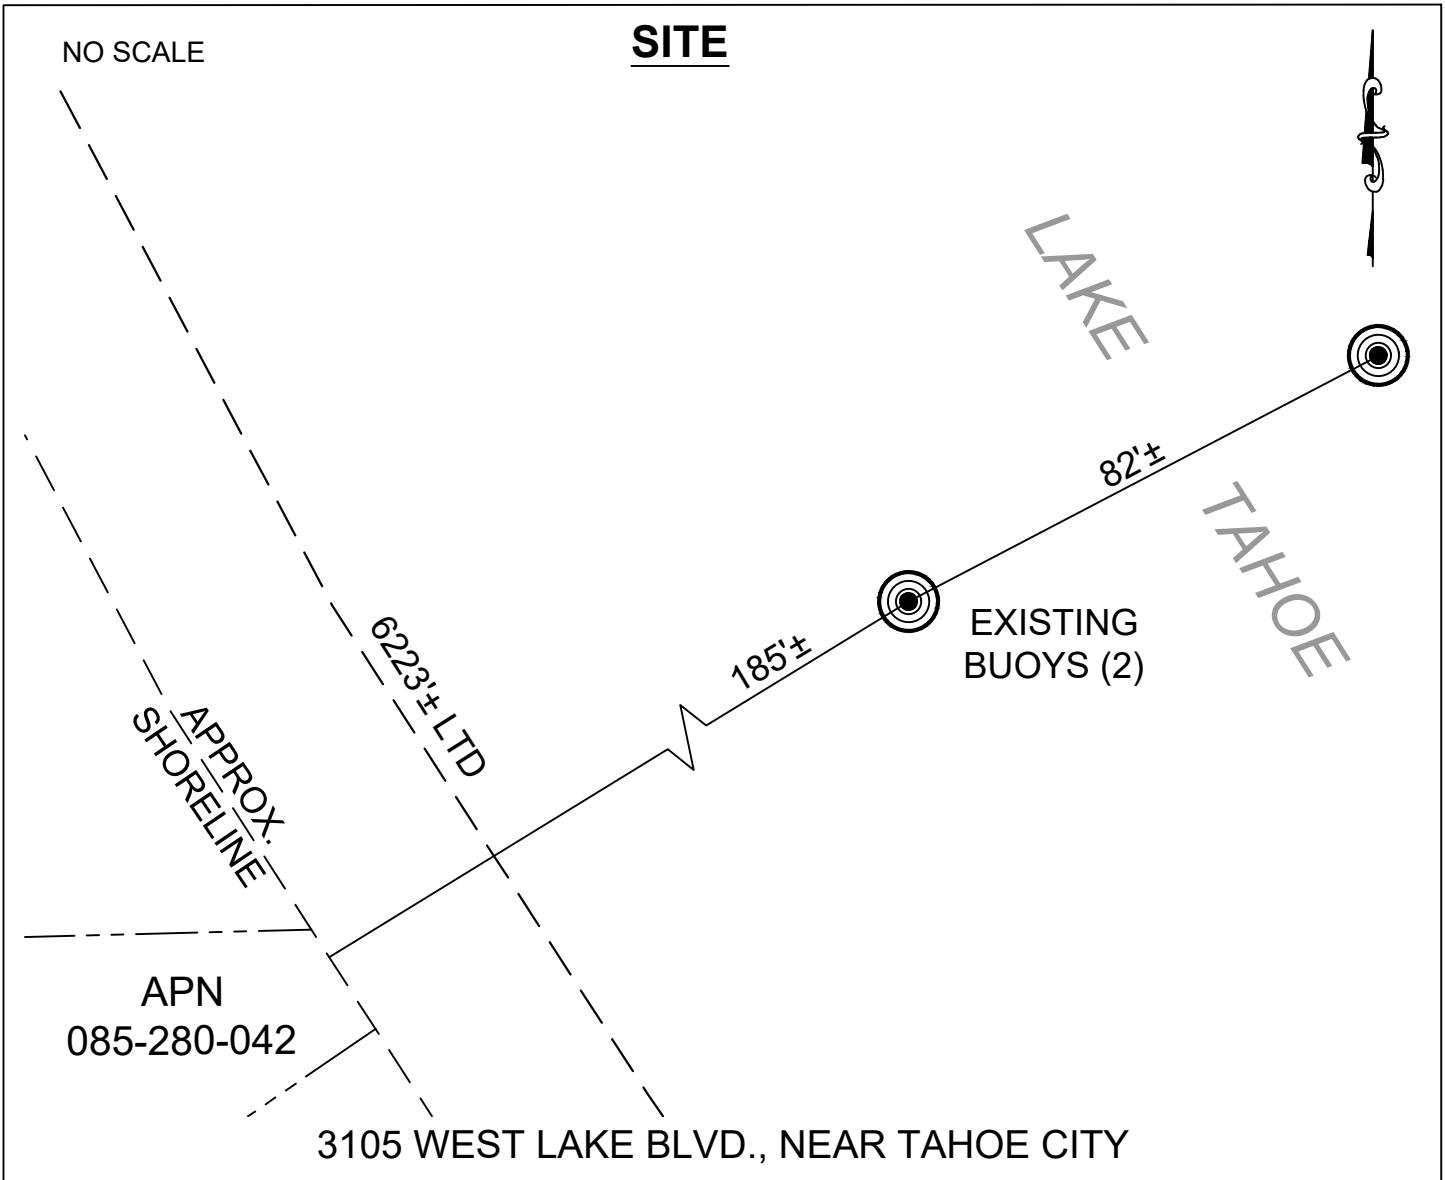 NO SCALE
SITE
LAKE
TAHOE
82'±
185'±
EXISTING
BUOYS (2)
6223'± LTD
APPROX.
SHORELINE
APN
085-280-042
3105 WEST LAKE BLVD., NEAR TAHOE CITY